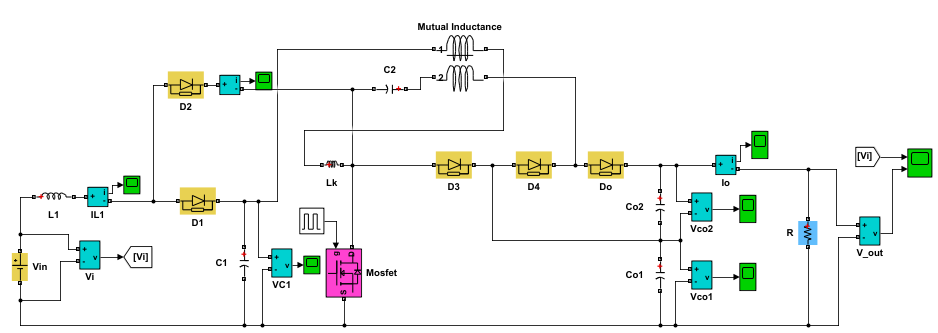 Mutual Inductance
1
C2
2
D2
i
+
-
Lk
D3
D4
Do
Io
[Vi]
L1
IL1
D1
Co2
Vco2
R
V_out
Vin
Vi
[Vi]
C1
VC1
g
D
S
Mosfet
Co1
Vco1